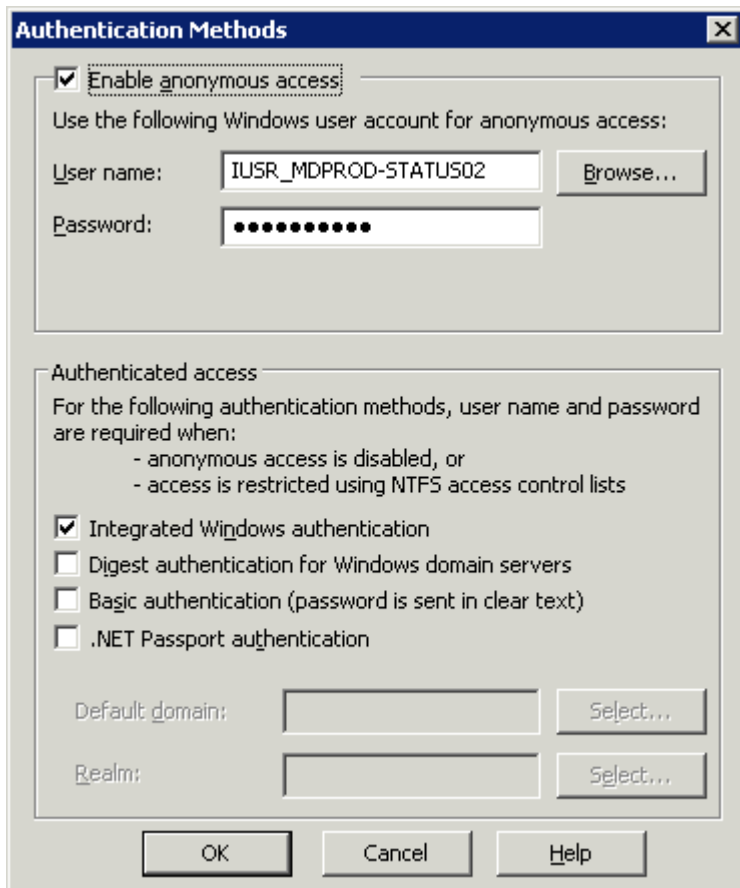 Authentication Methods
Enable anonymous access
Use the following Windows user account for anonymous access:
User name: IUSR_MDPROD-STATUS02 Browse...
Password: ●●●●●●●●●●
Authenticated access
For the following authentication methods, user name and password
are required when:
- anonymous access is disabled, or
- access is restricted using NTFS access control lists
Integrated Windows authentication
Digest authentication for Windows domain servers
Basic authentication (password is sent in clear text)
.NET Passport authentication
Default domain: Select...
Realm: Select...
OK Cancel Help